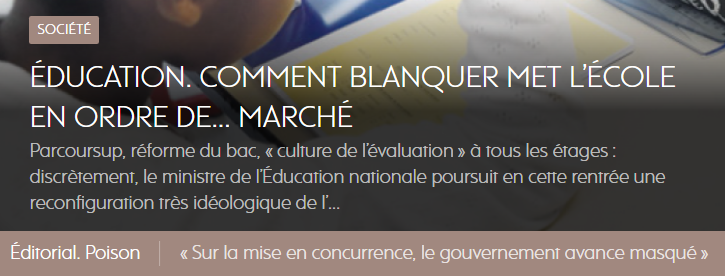 SOCIÉTÉ
ÉDUCATION. COMMENT BLANQUER MET L'ÉCOLE
EN ORDRE DE... MARCHÉ
Parcoursup, réforme du bac, « culture de l'évaluation » à tous les étages :
discrètement, le ministre de l'Éducation nationale poursuit en cette rentrée une
reconfiguration très idéologique de l'...
Éditorial. Poison
« Sur la mise en concurrence, le gouvernement avance masqué »